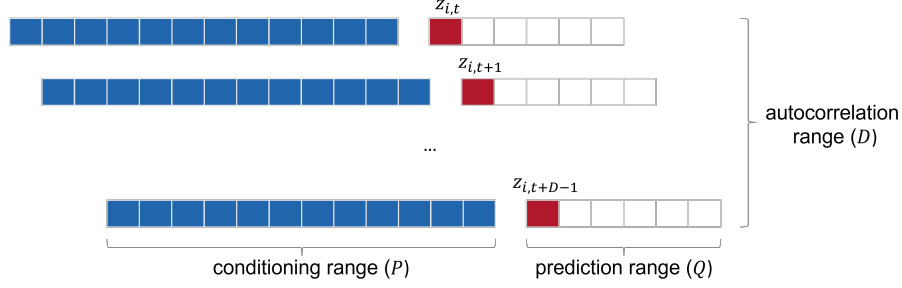 z_{i,t}
z_{i,t+1}
autocorrelation
range (D)
...
z_{i,t+D−1}
conditioning range (P)
prediction range (Q)